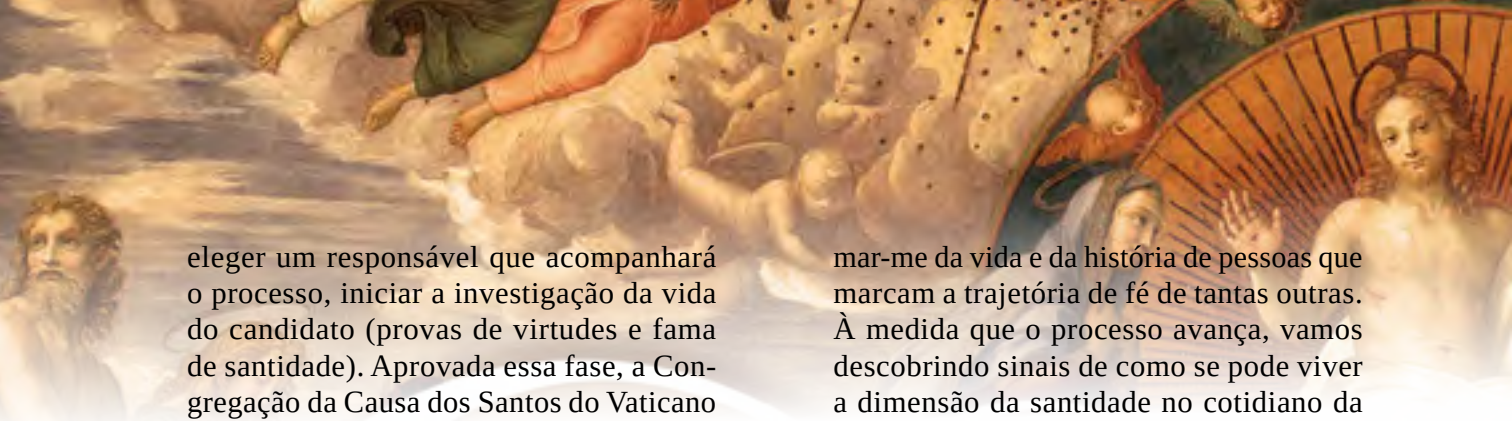 eleger um responsável que acompanhará
o processo, iniciar a investigação da vida
do candidato (provas de virtudes e fama
de santidade). Aprovada essa fase, a Con-
gregação da Causa dos Santos do Vaticano
mar-me da vida e da história de pessoas que
marcam a trajetória de fé de tantas outras.
À medida que o processo avança, vamos
descobrindo sinais de como se pode viver
a dimensão da santidade no cotidiano da